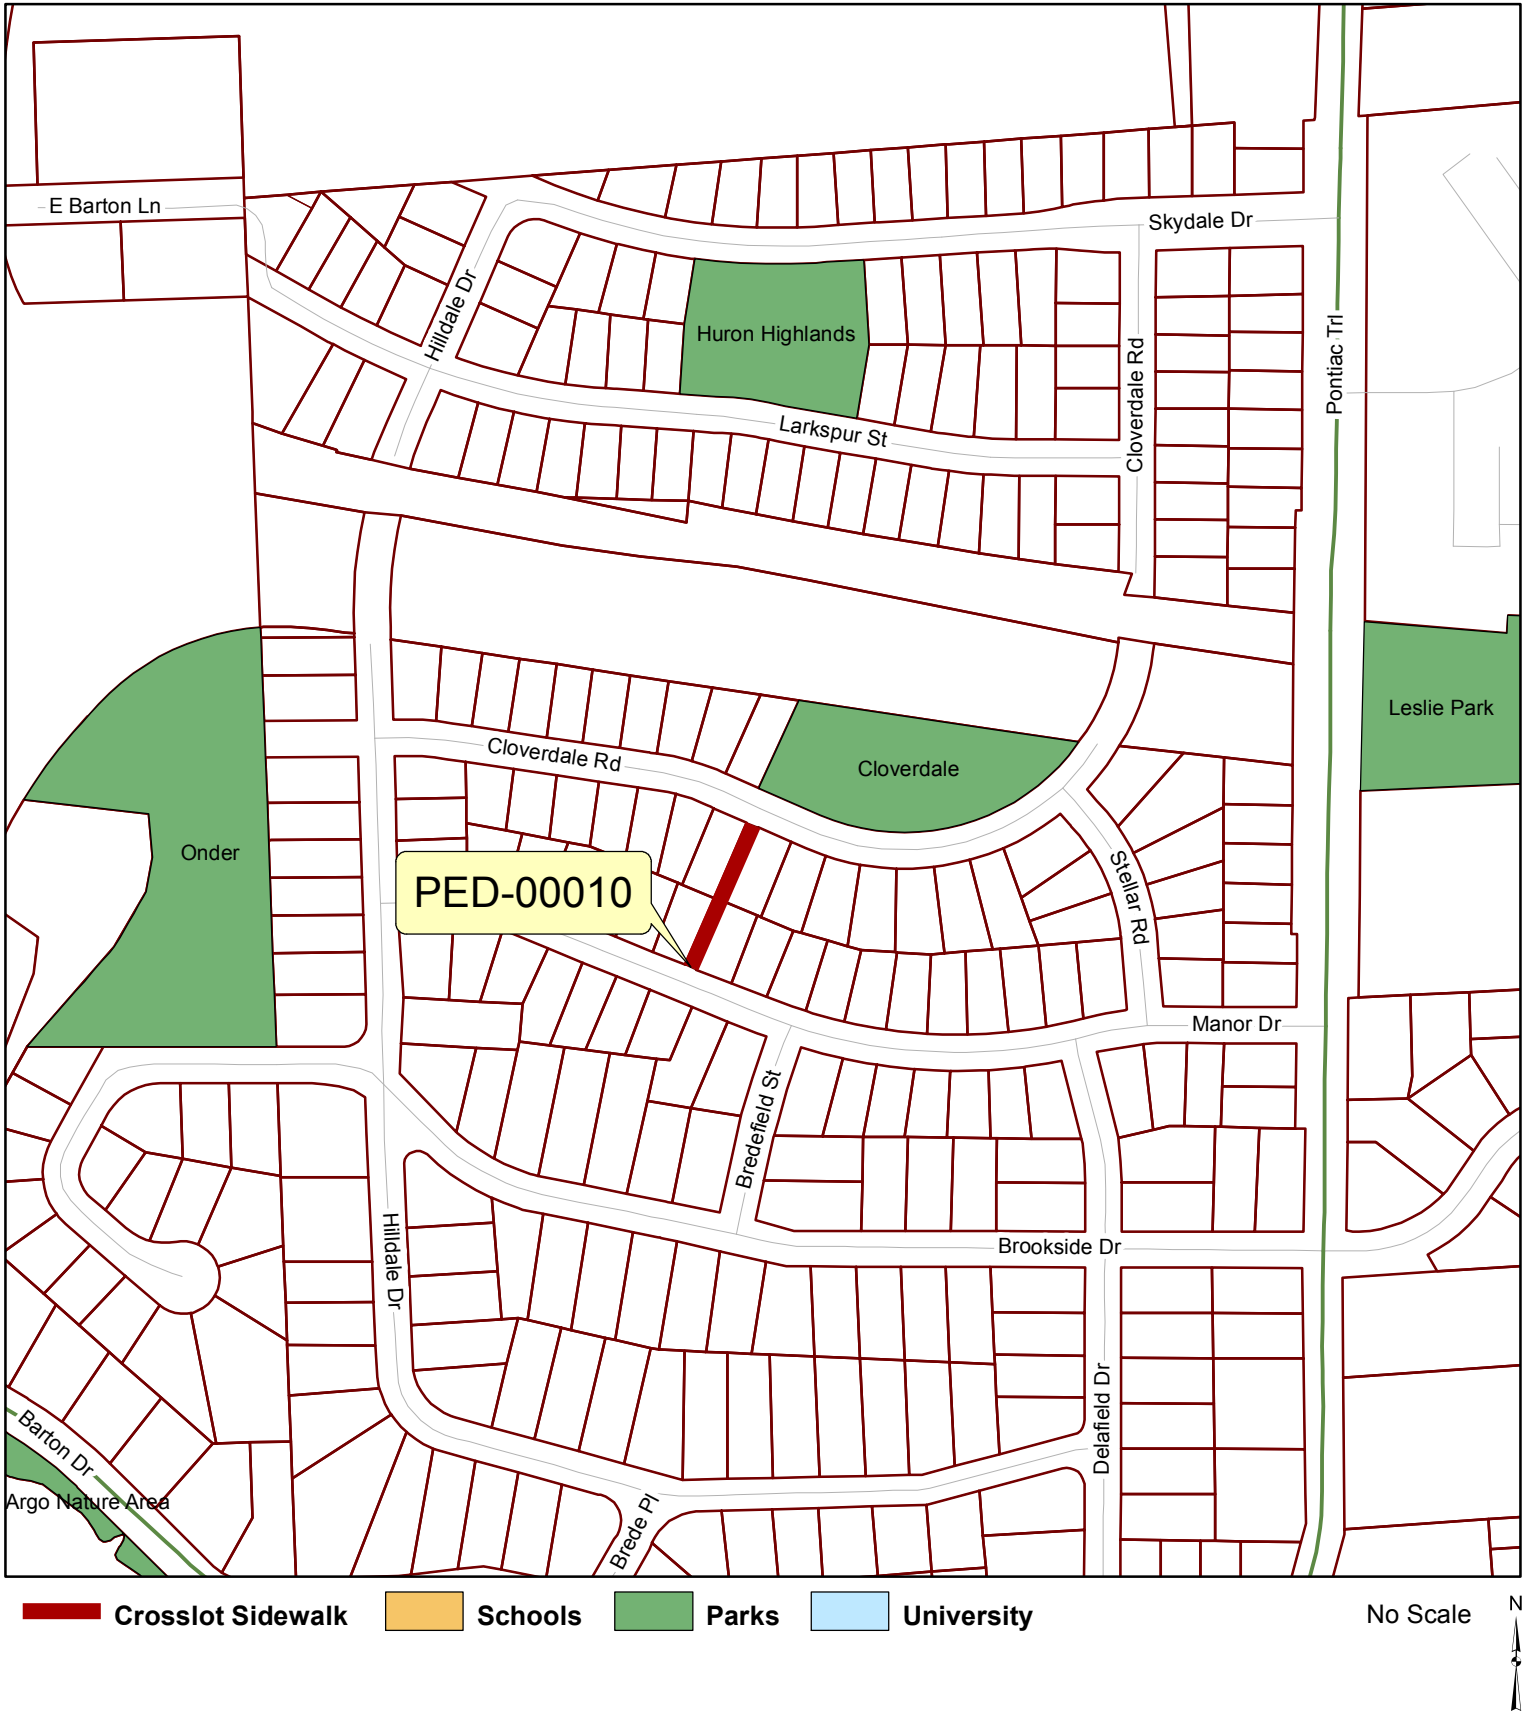 E Barton Ln
Skydale Dr
Hilldale Dr
Huron Highlands
Cloverdale Rd
Pontiac Trl
Larkspur St
Leslie Park
Cloverdale Rd
Cloverdale
Onder
PED-00010
Stellar Rd
Manor Dr
Bredefield St
Hilldale Dr
Brookside Dr
Delafield Dr
Barton Dr
Argo Nature Area
Brede Pl
Crosslot Sidewalk
Schools
Parks
University
No Scale
N